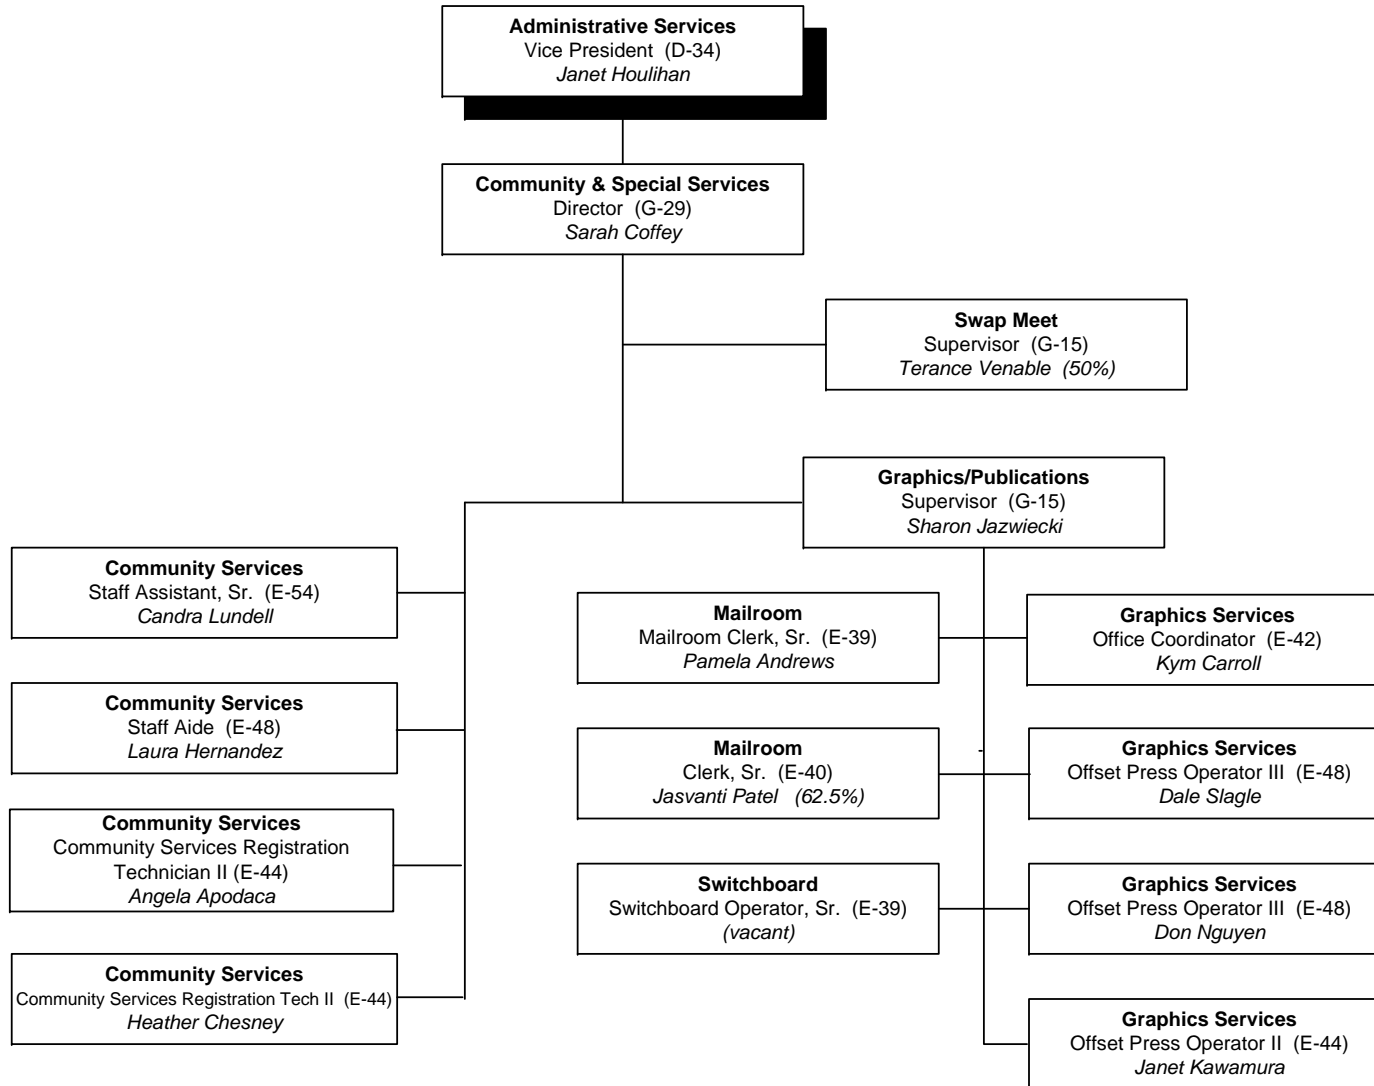 Administrative Services
Vice President (D-34)
Janet Houlihan
Community & Special Services
Director (G-29)
Sarah Coffey
Swap Meet
Supervisor (G-15)
Terance Venable (50%)
Graphics/Publications
Supervisor (G-15)
Sharon Jazwiecki
Community Services
Staff Assistant, Sr. (E-54)
Candra Lundell
Community Services
Staff Aide (E-48)
Laura Hernandez
Community Services
Community Services Registration
Technician II (E-44)
Angela Apodaca
Community Services
Community Services Registration Tech II (E-44)
Heather Chesney
Mailroom
Mailroom Clerk, Sr. (E-39)
Pamela Andrews
Mailroom
Clerk, Sr. (E-40)
Jasvanti Patel (62.5%)
Switchboard
Switchboard Operator, Sr. (E-39)
(vacant)
Graphics Services
Office Coordinator (E-42)
Kym Carroll
Graphics Services
Offset Press Operator III (E-48)
Dale Slagle
Graphics Services
Offset Press Operator III (E-48)
Don Nguyen
Graphics Services
Offset Press Operator II (E-44)
Janet Kawamura